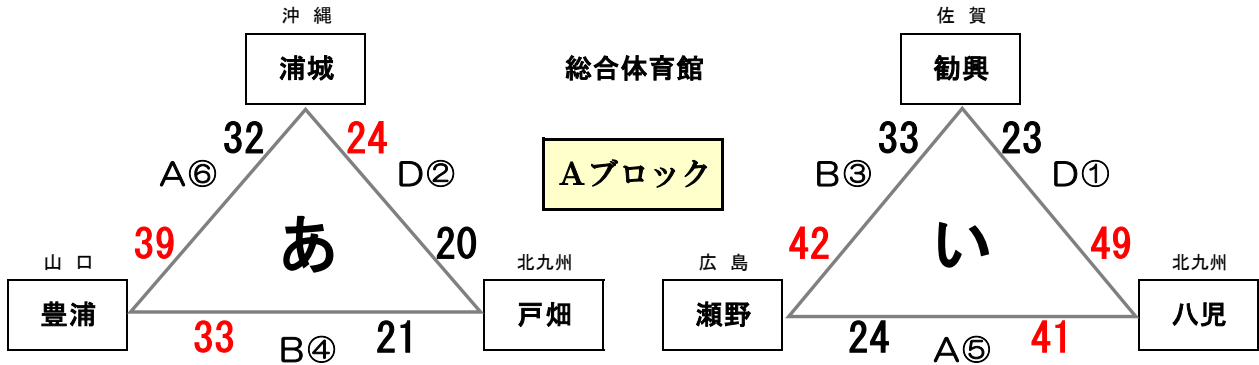 沖 縄
浦城
総合体育館
佐 賀
勧興
32
24
A⑥
D②
33
23
B③
D①
Aブロック
あ
い
39
20
42
49
山 口
豊浦
北九州
戸畑
広 島
瀬野
北九州
八児
33
B④
21
24
A⑤
41